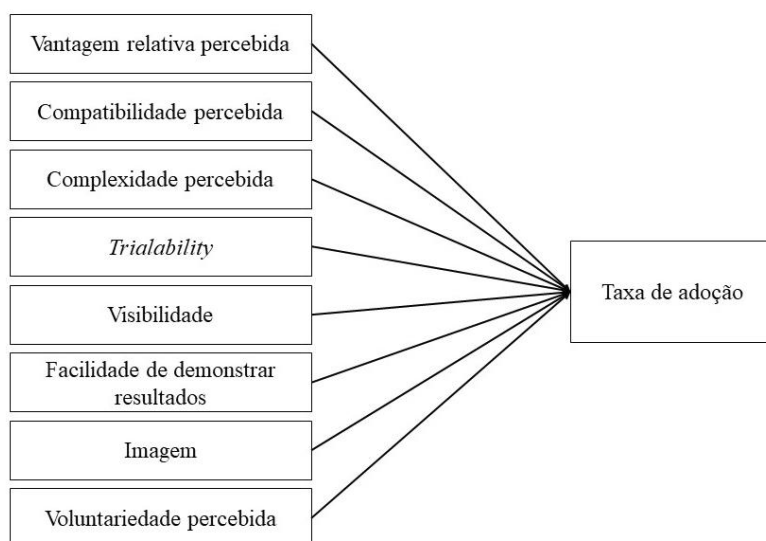 Vantagem relativa percebida
Compatibilidade percebida
Complexidade percebida
Trialability
Visibilidade
Facilidade de demonstrar
resultados
Imagem
Voluntariedade percebida
Taxa de adoção